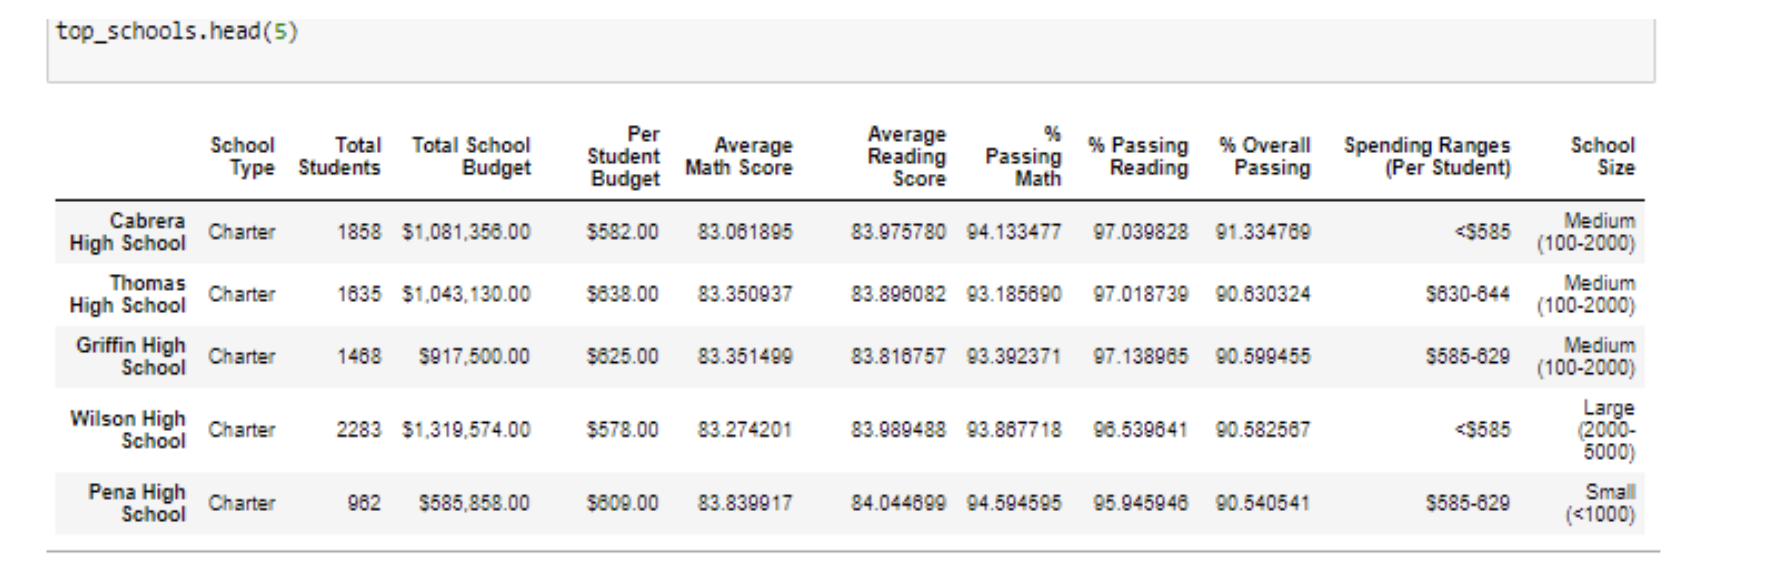 top_schools.head(5)
School Type Total Students Total School Budget Per Student Budget Average Math Score Average Reading Score % Passing Math % Passing Reading % Overall Passing Spending Ranges (Per Student) School Size
Cabrera High School Charter 1858 $1,081,356.00 $582.00 83.061895 83.975780 94.133477 97.039828 91.334769 <$585 Medium (100-2000)
Thomas High School Charter 1635 $1,043,130.00 $638.00 83.350937 83.896082 93.185690 97.018739 90.630324 $630-644 Medium (100-2000)
Griffin High School Charter 1468 $917,500.00 $625.00 83.351499 83.816757 93.392371 97.138965 90.599455 $585-629 Medium (100-2000)
Wilson High School Charter 2283 $1,319,574.00 $578.00 83.274201 83.989488 93.867718 96.539641 90.582567 <$585 Large (2000-5000)
Pena High School Charter 962 $585,858.00 $609.00 83.839917 84.044699 94.594595 95.945946 90.540541 $585-629 Small (<1000)